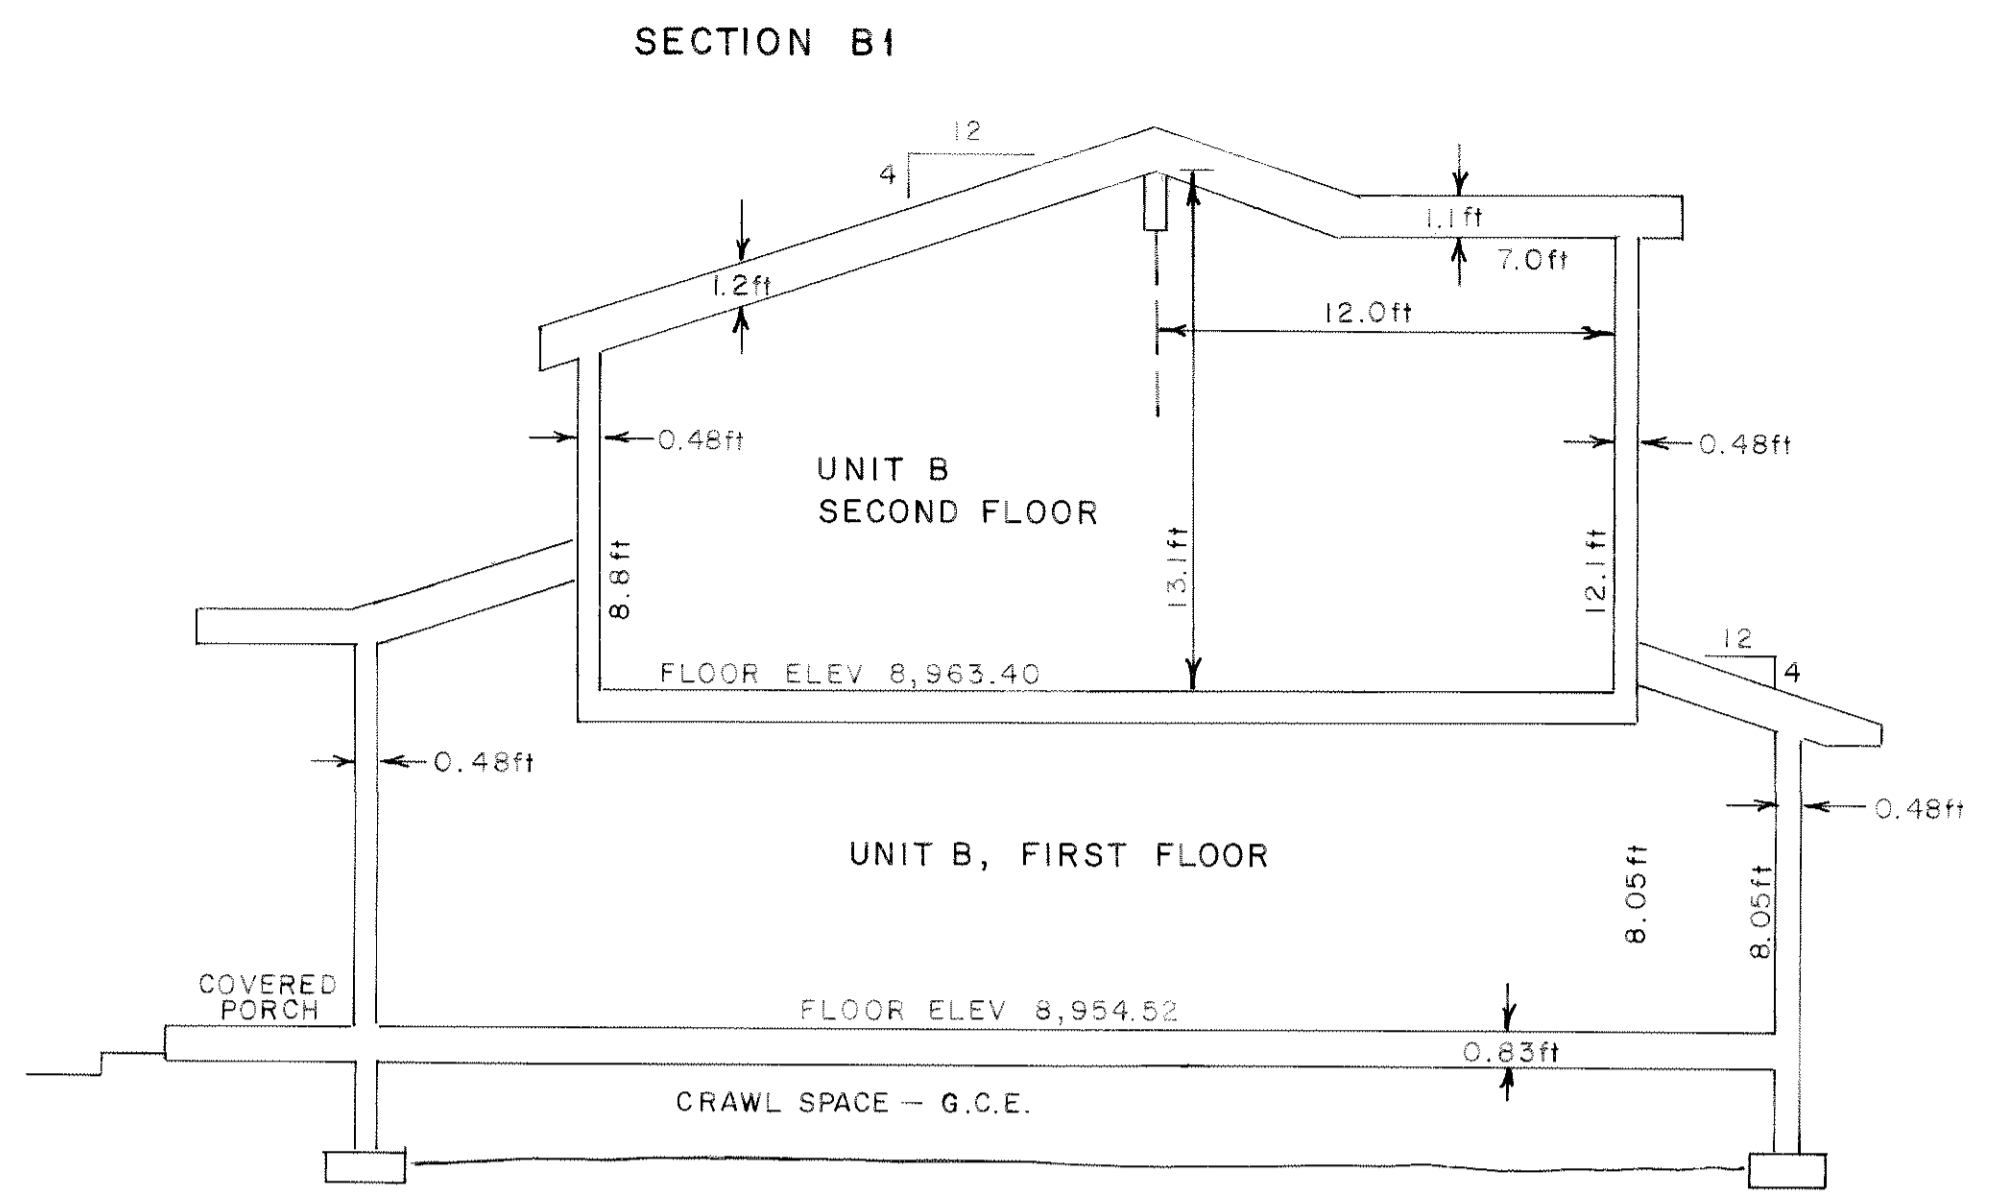 SECTION B1
12
4
1.2ft
1.1ft
7.0ft
12.0ft
0.48ft
0.48ft
UNIT B
SECOND FLOOR
8.8ft
13.1ft
12.1ft
FLOOR ELEV 8,963.40
12
4
0.48ft
0.48ft
UNIT B, FIRST FLOOR
8.05ft
8.05ft
COVERED
PORCH
FLOOR ELEV 8,954.52
0.83ft
CRAWL SPACE — G.C.E.